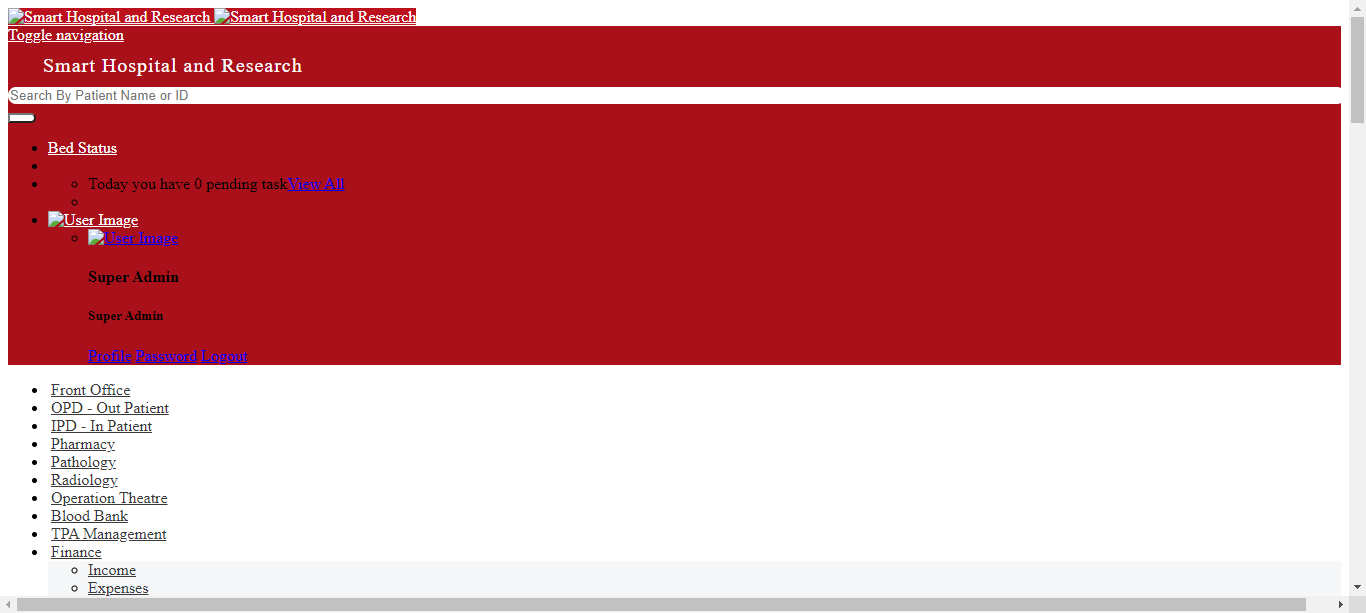 Smart Hospital and Research Smart Hospital and Research
Toggle navigation
Smart Hospital and Research
Search By Patient Name or ID
Bed Status
Today you have 0 pending taskView All
User Image
User Image
Super Admin
Super Admin
Profile Password Logout
Front Office
OPD - Out Patient
IPD - In Patient
Pharmacy
Pathology
Radiology
Operation Theatre
Blood Bank
TPA Management
Finance
Income
Expenses